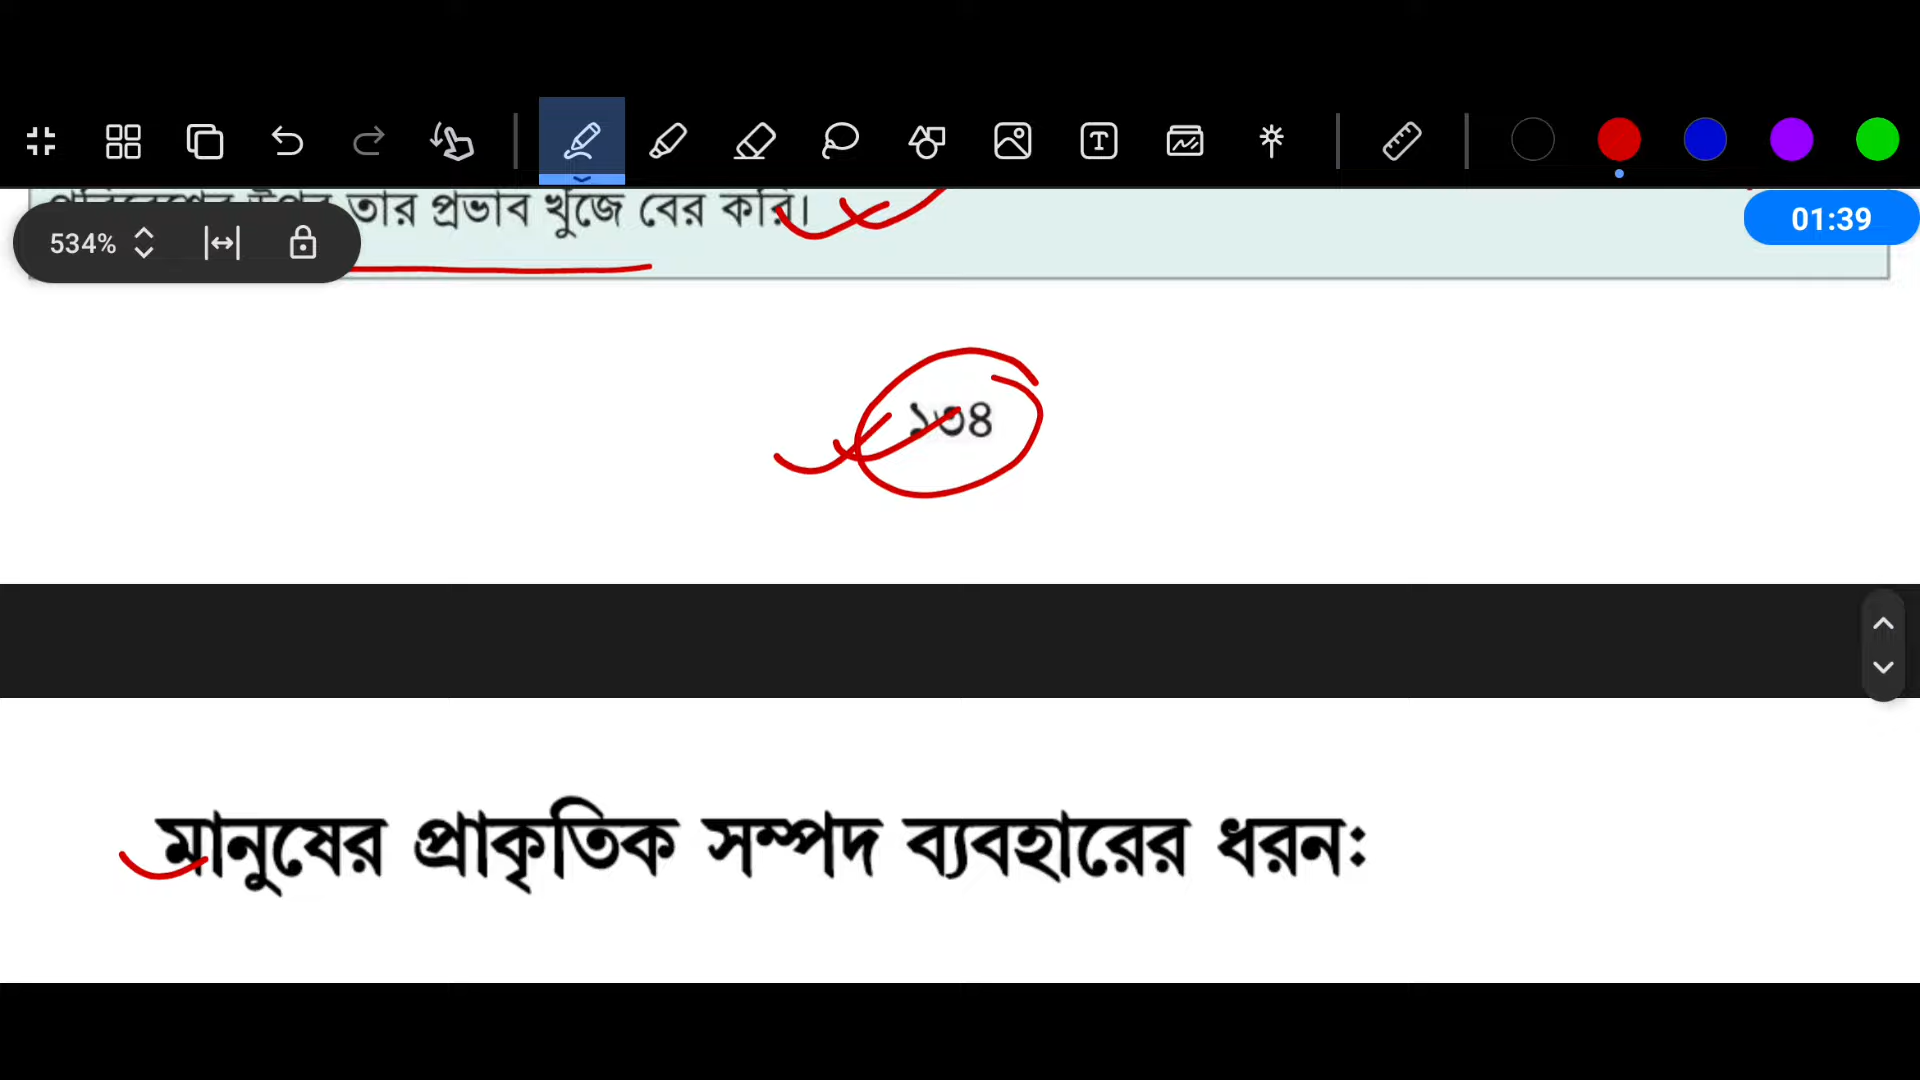 তার প্রভাব খুঁজে বের করি।
534%
01:39
১৩৪
মানুষের প্রাকৃতিক সম্পদ ব্যবহারের ধরন: